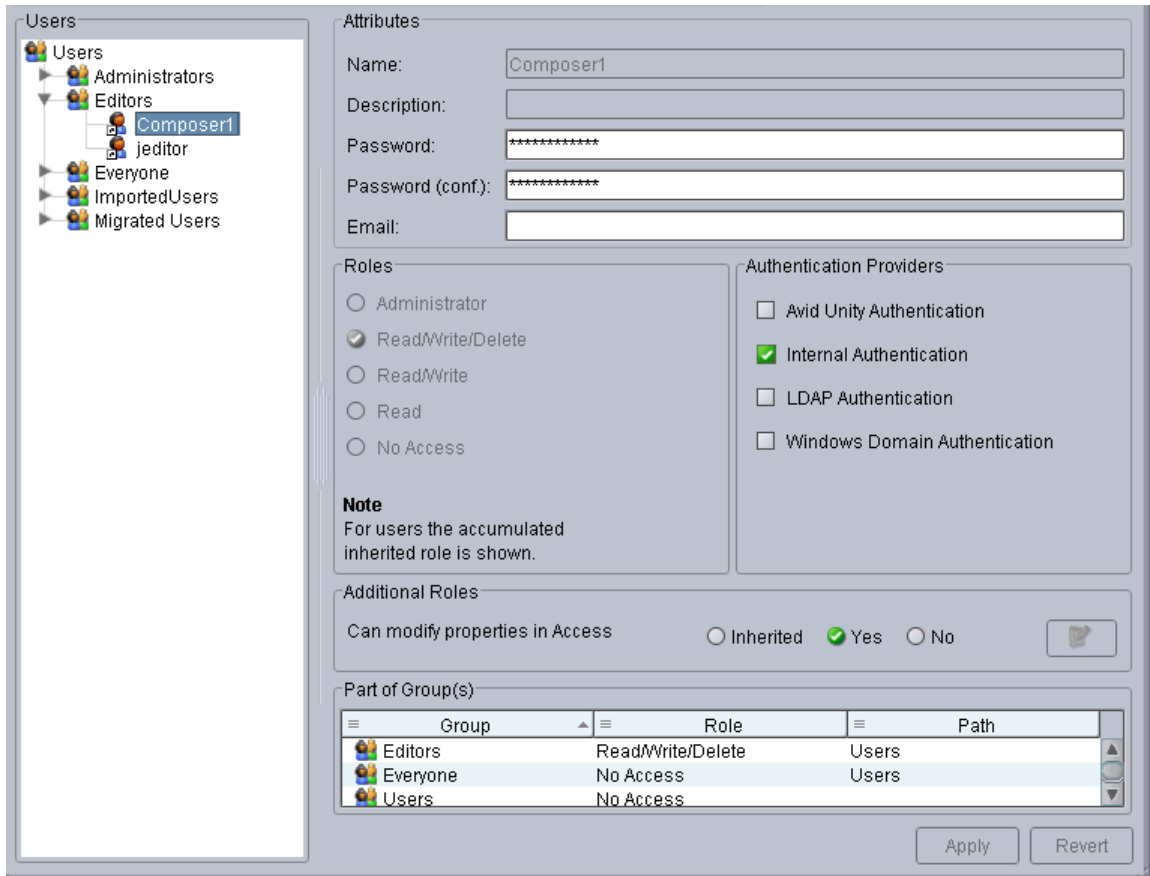 Users
Users
Administrators
Editors
Composer1
jeditor
Everyone
ImportedUsers
Migrated Users
Attributes
Name: Composer1
Description:
Password: ************
Password (conf.): ************
Email:
Roles
Administrator
Read/Write/Delete
Read/Write
Read
No Access
Note
For users the accumulated
inherited role is shown.
Authentication Providers
Avid Unity Authentication
Internal Authentication
LDAP Authentication
Windows Domain Authentication
Additional Roles
Can modify properties in Access Inherited Yes No
Part of Group(s)
Group Role Path
Editors Read/Write/Delete Users
Everyone No Access Users
Users No Access
Apply Revert